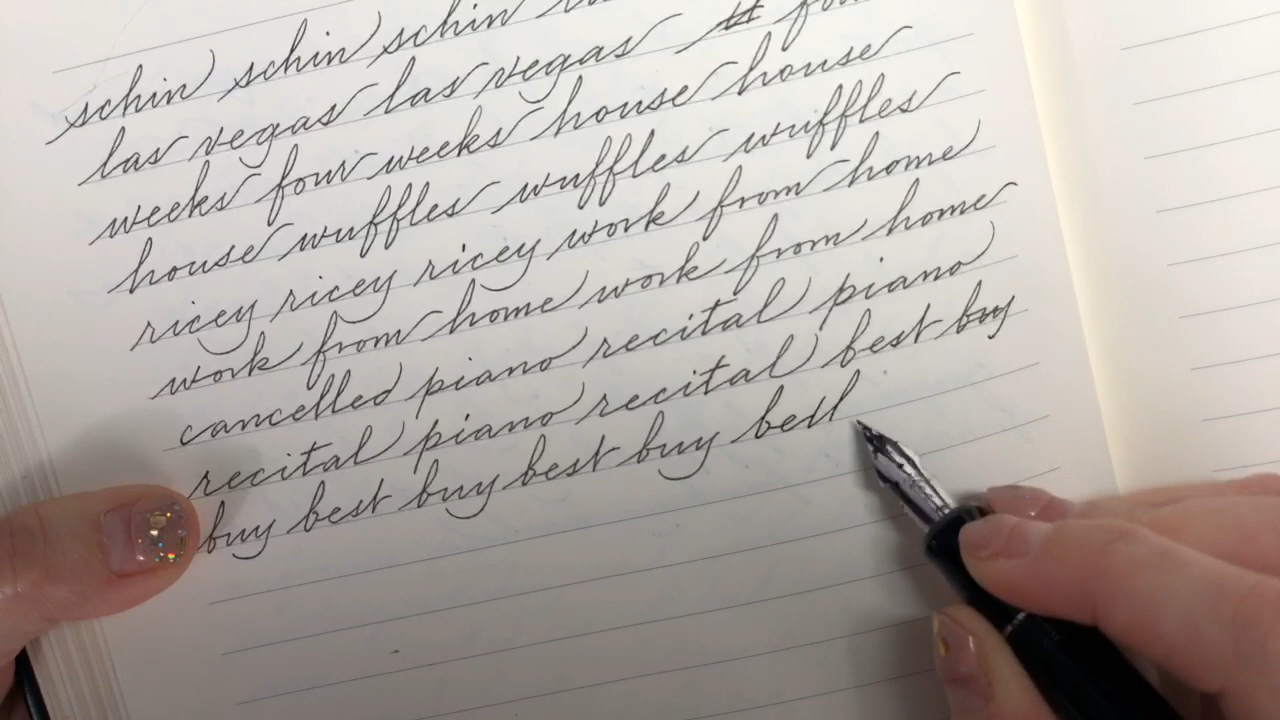 schin schin schin
las vegas las vegas # four
weeks four weeks house house
house wuffles wuffles wuffles
ricey ricey ricey work from home
work from home work from home
cancelled piano recital piano
recital piano recital best buy
buy best buy best buy best